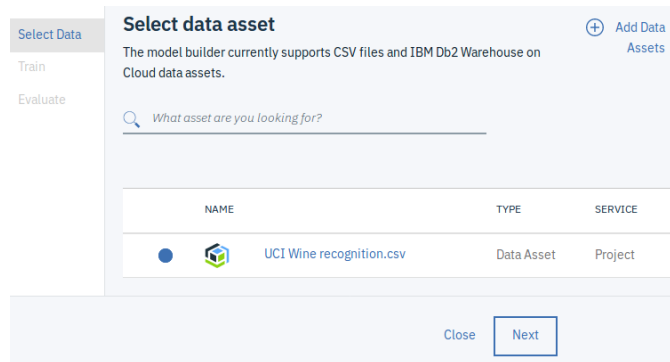 Select Data
Train
Evaluate
Select data asset
The model builder currently supports CSV files and IBM Db2 Warehouse on
Cloud data assets.
Add Data
Assets
What asset are you looking for?
NAME TYPE SERVICE
UCI Wine recognition.csv Data Asset Project
Close Next